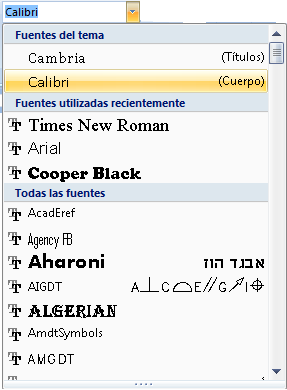 Calibri
Fuentes del tema
Cambria (Títulos)
Calibri (Cuerpo)
Fuentes utilizadas recientemente
Times New Roman
Arial
Cooper Black
Todas las fuentes
AcadEref
Agency FB
Aharoni אבגד הוז
AIGDT
ALGERIAN
AmdtSymbols
AMGDT